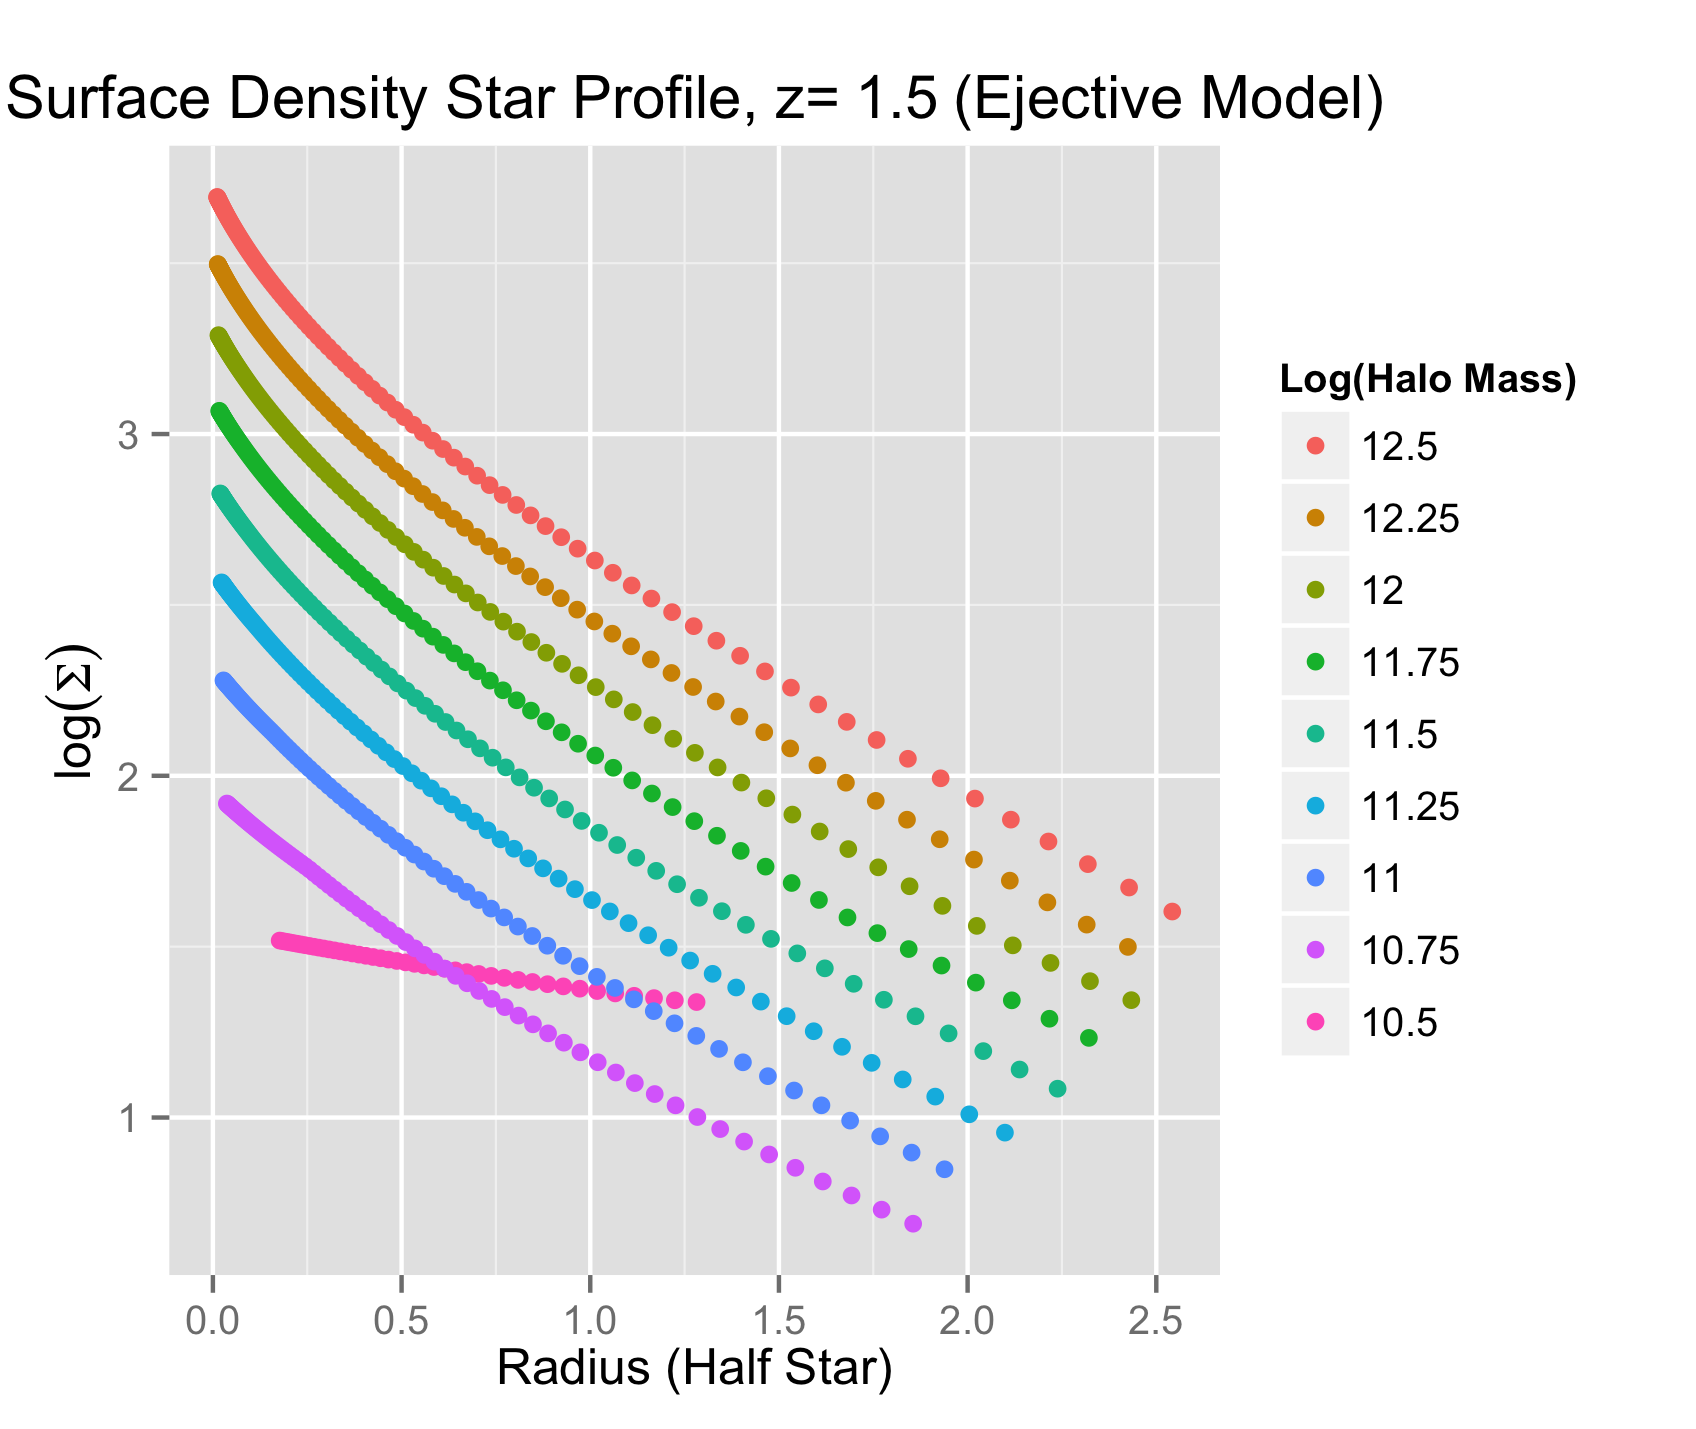 Surface Density Star Profile, z= 1.5 (Ejective Model)
log(Σ)
3
2
1
0.0 0.5 1.0 1.5 2.0 2.5
Radius (Half Star)
Log(Halo Mass)
12.5
12.25
12
11.75
11.5
11.25
11
10.75
10.5